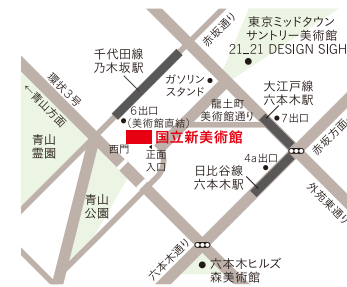 赤坂通り
東京ミッドタウン
サントリー美術館
21_21 DESIGN SIGH
千代田線
乃木坂駅
環状3号
←青山方面
ガソリン
スタンド
大江戸線
六本木駅
龍土町
美術館通り
6出口
(美術館直結)
7出口
国立新美術館
赤坂方面→
青山
霊園
西門
正面
入口
4a出口
日比谷線
六本木駅
外苑東通り
青山
公園
六本木通り
六本木ヒルズ
森美術館